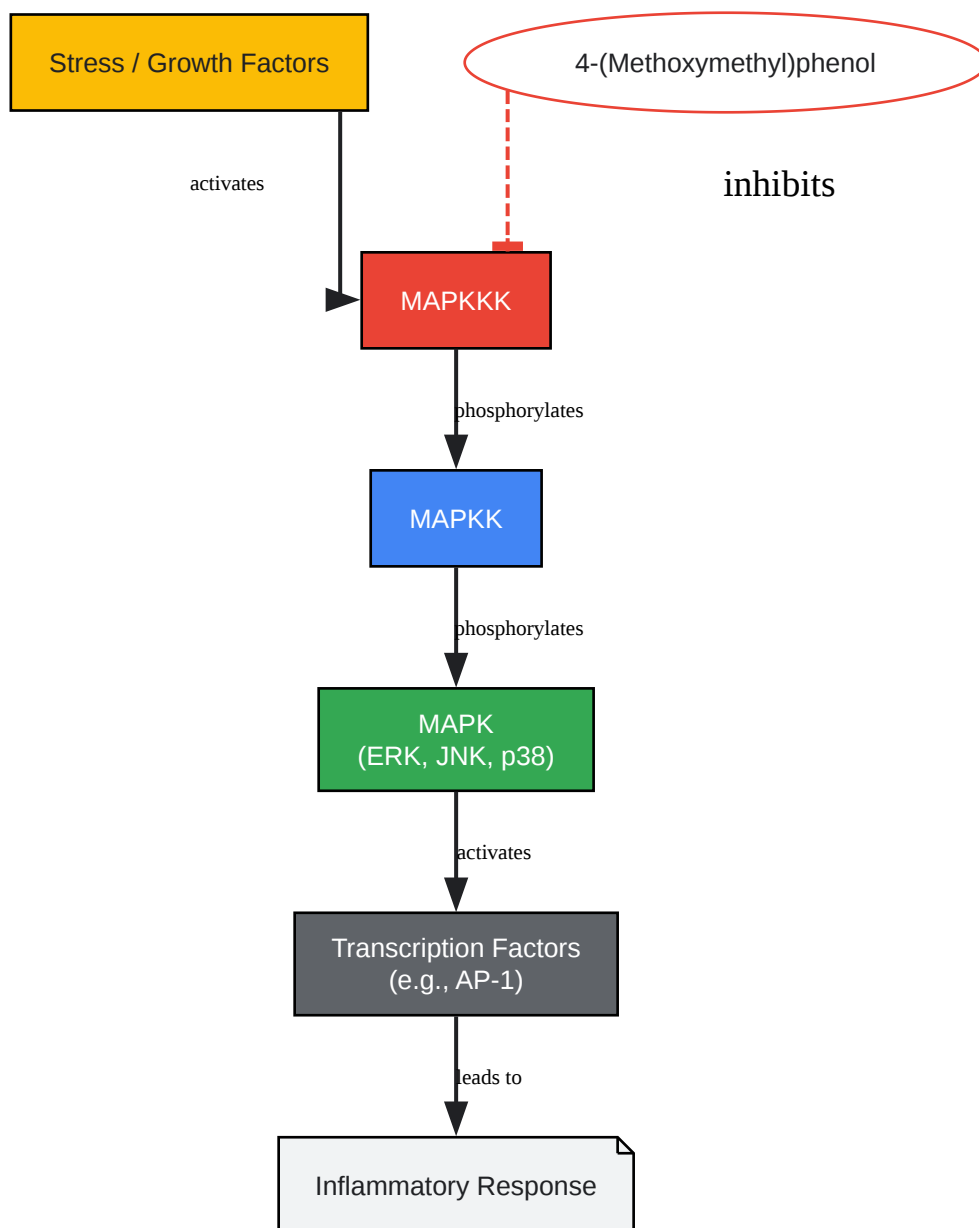 Stress / Growth Factors
4-(Methoxymethyl)phenol
activates
inhibits
MAPKKK
phosphorylates
MAPKK
phosphorylates
MAPK
(ERK, JNK, p38)
activates
Transcription Factors
(e.g., AP-1)
leads to
Inflammatory Response